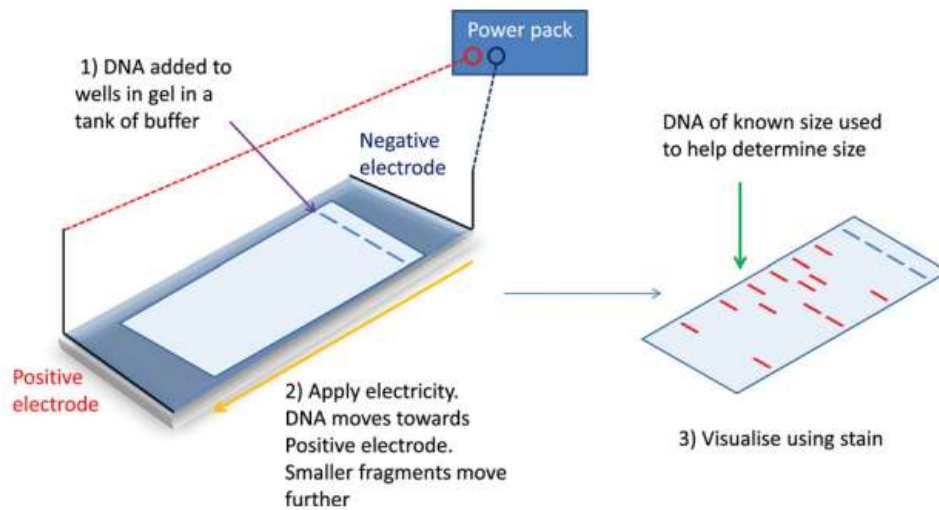 Power pack
1) DNA added to
wells in gel in a
tank of buffer
Negative
electrode
DNA of known size used
to help determine size
Positive
electrode
2) Apply electricity.
DNA moves towards
Positive electrode.
Smaller fragments move
further
3) Visualise using stain